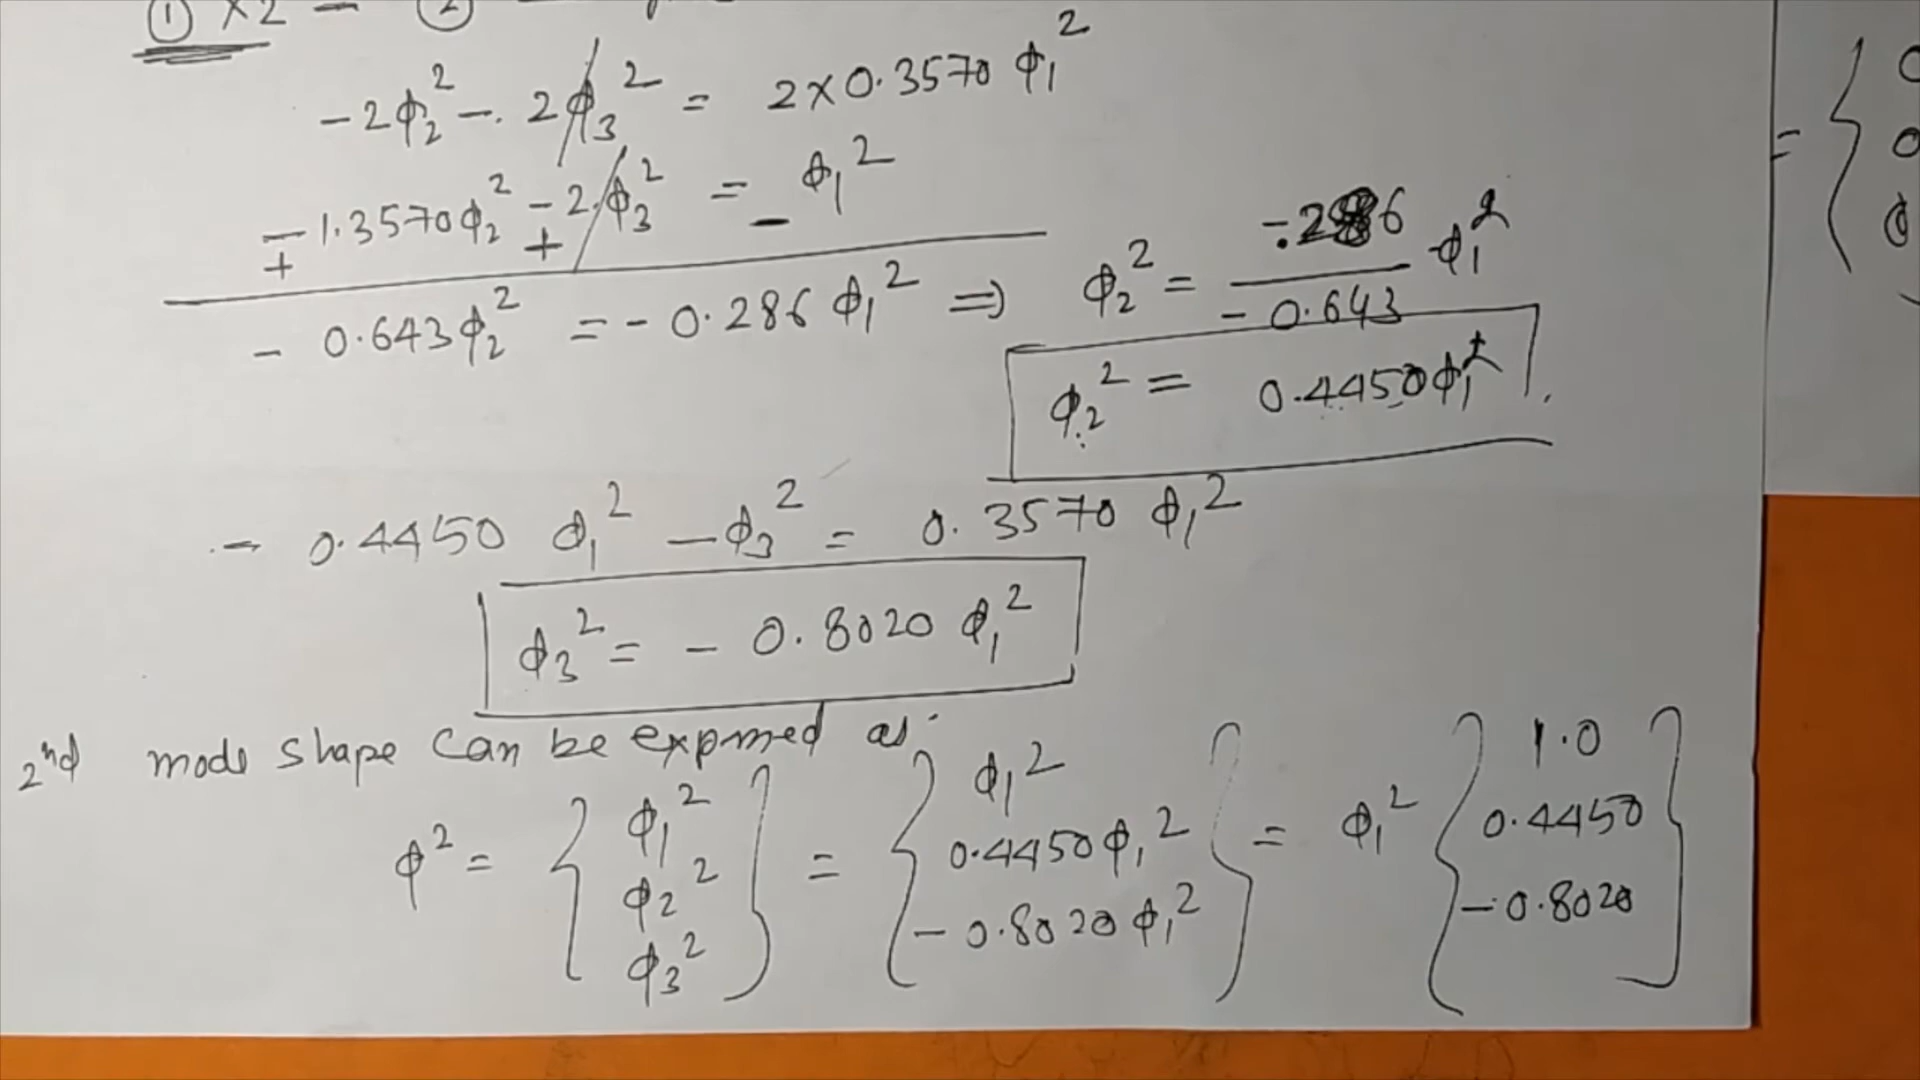 ① × 2 - ②
- 2ϕ₂² - 2ϕ₃² = 2×0.3570 ϕ₁²
- 1.3570ϕ₂² - 2ϕ₃² = ϕ₁²
+ + -
- 0.643ϕ₂² = - 0.286 ϕ₁² ⇒ ϕ₂² = -.286 / - 0.643 ϕ₁²
ϕ₂² = 0.4450ϕ₁²
- 0.4450 ϕ₁² - ϕ₃² = 0.3570 ϕ₁²
ϕ₃² = - 0.8020 ϕ₁²
2nd mode shape can be as:
ϕ² = { ϕ₁² ϕ₂² ϕ₃² } = { ϕ₁² 0.4450ϕ₁² - 0.8020 ϕ₁² } = ϕ₁² { 1.0 0.4450 -0.8020 }
= {